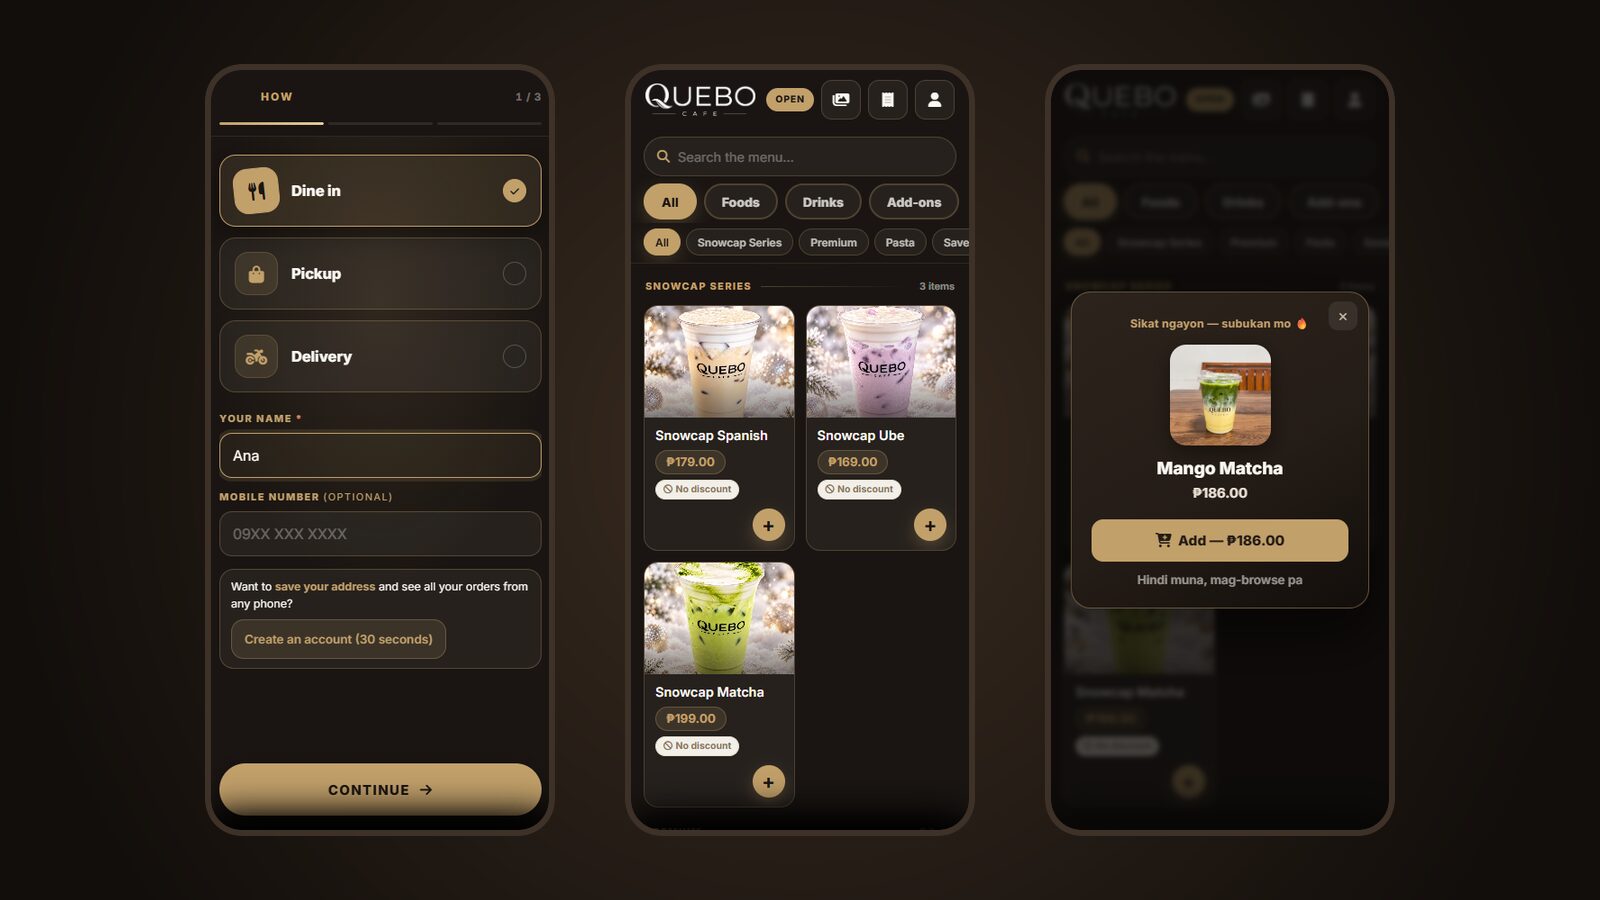 HOW
1 / 3
Dine in
Pickup
Delivery
YOUR NAME *
Ana
MOBILE NUMBER (OPTIONAL)
09XX XXX XXXX
Want to save your address and see all your orders from
any phone?
Create an account (30 seconds)
CONTINUE →
QUEBO
CAFE
OPEN
Search the menu...
All
Foods
Drinks
Add-ons
All
Snowcap Series
Premium
Pasta
Save
SNOWCAP SERIES
3 items
QUEBO
QUEBO
Snowcap Spanish
Snowcap Ube
₱179.00
₱169.00
No discount
No discount
+
+
QUEBO
Snowcap Matcha
₱199.00
No discount
+
Sikat ngayon — subukan mo 🔥
×
QUEBO
Mango Matcha
₱186.00
Add — ₱186.00
Hindi muna, mag-browse pa